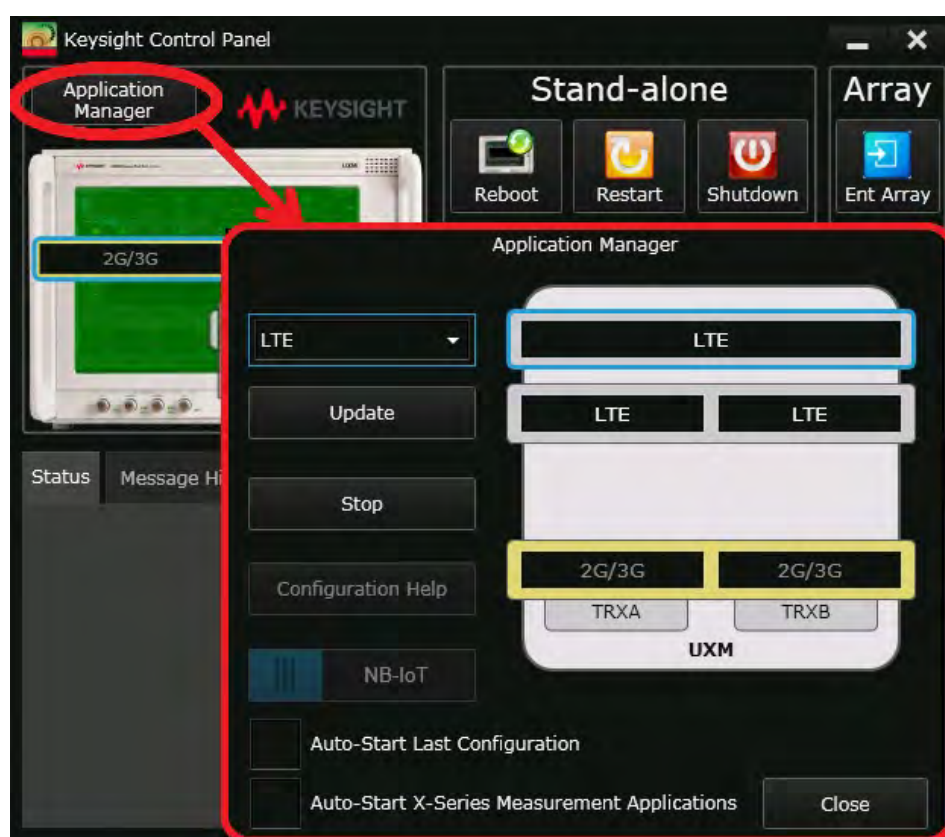 Keysight Control Panel
Application
Manager
KEYSIGHT
Stand-alone
Array
Reboot
Restart
Shutdown
Ent Array
2G/3G
Application Manager
LTE
LTE
Update
LTE
LTE
Status
Message Hi
Stop
Configuration Help
2G/3G
2G/3G
TRXA
TRXB
UXM
NB-IoT
Auto-Start Last Configuration
Auto-Start X-Series Measurement Applications
Close